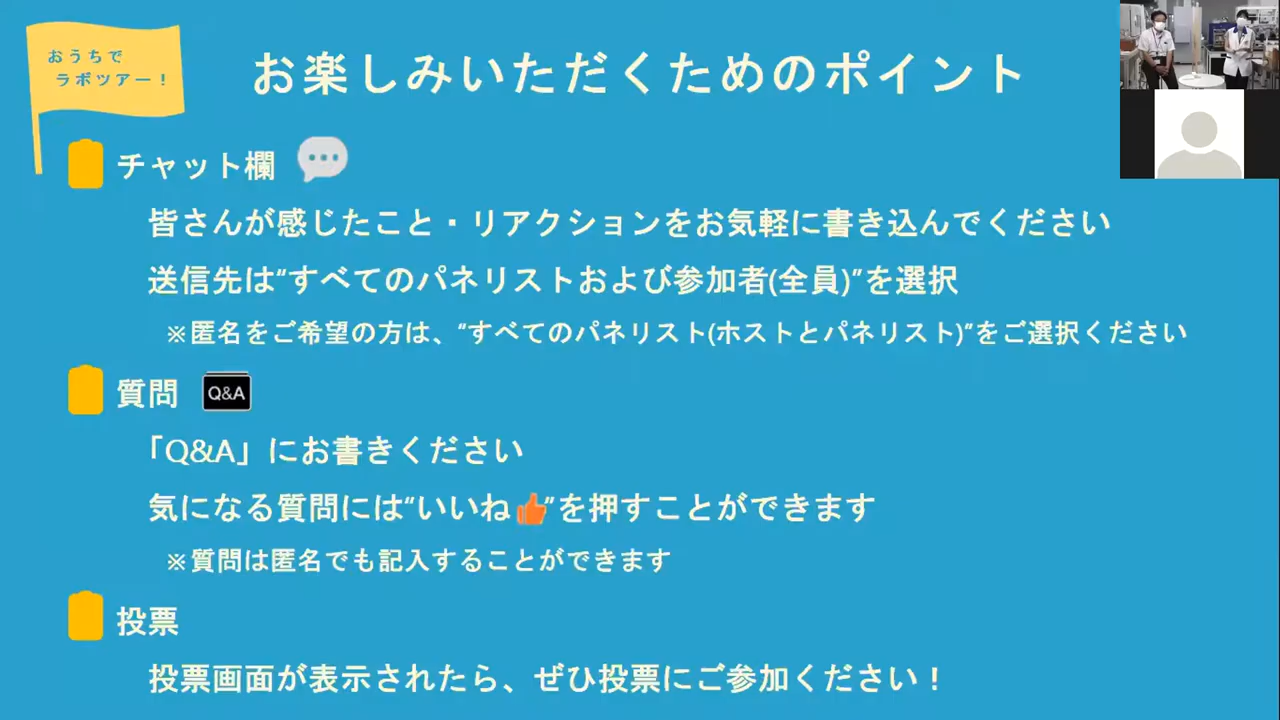 おうちで
ラボツアー！
お楽しみいただくためのポイント
チャット欄
皆さんが感じたこと・リアクションをお気軽に書き込んでください
送信先は“すべてのパネリストおよび参加者(全員)”を選択
※匿名をご希望の方は、“すべてのパネリスト(ホストとパネリスト)”をご選択ください
質問 Q&A
「Q&A」にお書きください
気になる質問には“いいね👍”を押すことができます
※質問は匿名でも記入することができます
投票
投票画面が表示されたら、ぜひ投票にご参加ください！